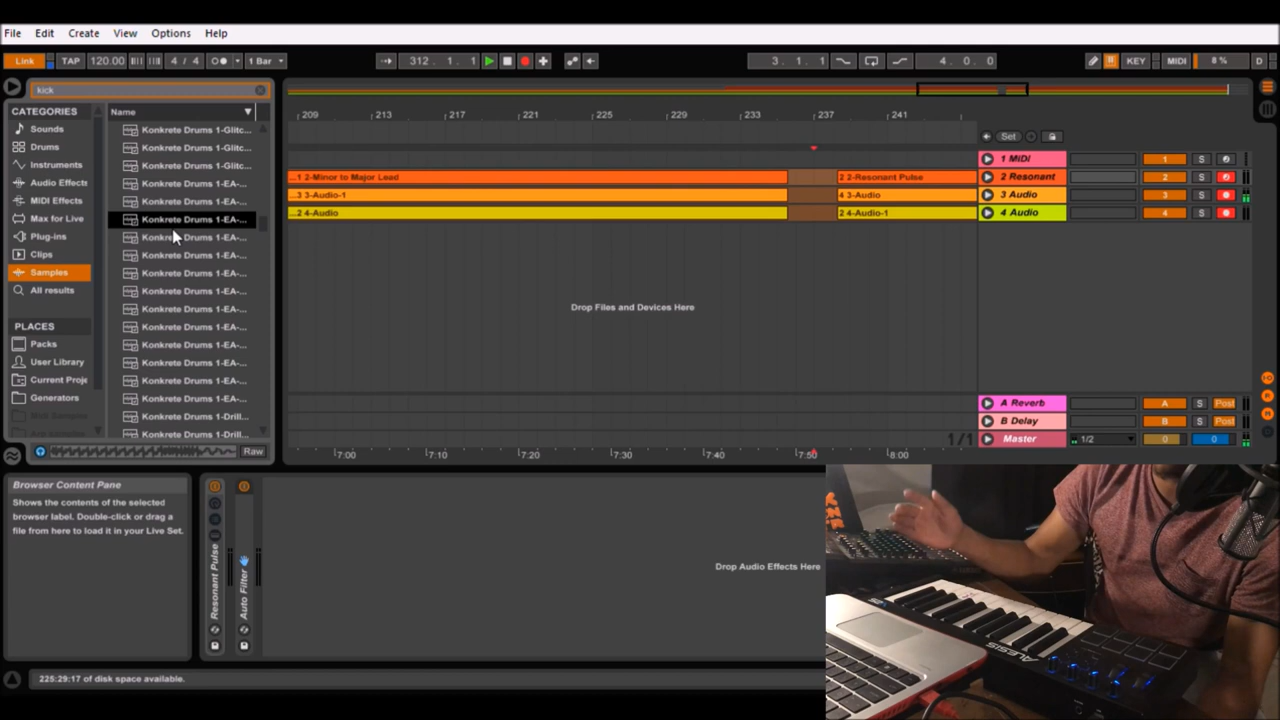 File Edit Create View Options Help
Link TAP 120.00 4 / 4 1 Bar 312. 1. 1 3. 1. 1 4. 0. 0 KEY MIDI 8 % D
kick
CATEGORIES
Sounds
Drums
Instruments
Audio Effects
MIDI Effects
Max for Live
Plug-ins
Clips
Samples
All results
PLACES
Packs
User Library
Current Proje
Generators
Name
Konkrete Drums 1-Glitc...
Konkrete Drums 1-Glitc...
Konkrete Drums 1-Glitc...
Konkrete Drums 1-EA-...
Konkrete Drums 1-EA-...
Konkrete Drums 1-EA-...
Konkrete Drums 1-EA-...
Konkrete Drums 1-EA-...
Konkrete Drums 1-EA-...
Konkrete Drums 1-EA-...
Konkrete Drums 1-EA-...
Konkrete Drums 1-EA-...
Konkrete Drums 1-EA-...
Konkrete Drums 1-EA-...
Konkrete Drums 1-EA-...
Konkrete Drums 1-EA-...
Konkrete Drums 1-Drill...
Konkrete Drums 1-Drill...
Raw
209 213 217 221 225 229 233 237 241
Set
1 MIDI 1 S
...1 2-Minor to Major Lead 2 2-Resonant Pulse 2 Resonant 2 S
...3 3-Audio-1 4 3-Audio 3 Audio 3 S
...2 4-Audio 2 4-Audio-1 4 Audio 4 S
Drop Files and Devices Here
A Reverb A S Post
B Delay B S Post
1/1 Master 1/2 0 0
7:00 7:10 7:20 7:30 7:40 7:50 8:00
Browser Content Pane
Shows the contents of the selected
browser label. Double-click or drag a
file from here to load it in your Live Set.
Resonant Pulse
Auto Filter
Drop Audio Effects Here
ALESIS
225:29:17 of disk space available.